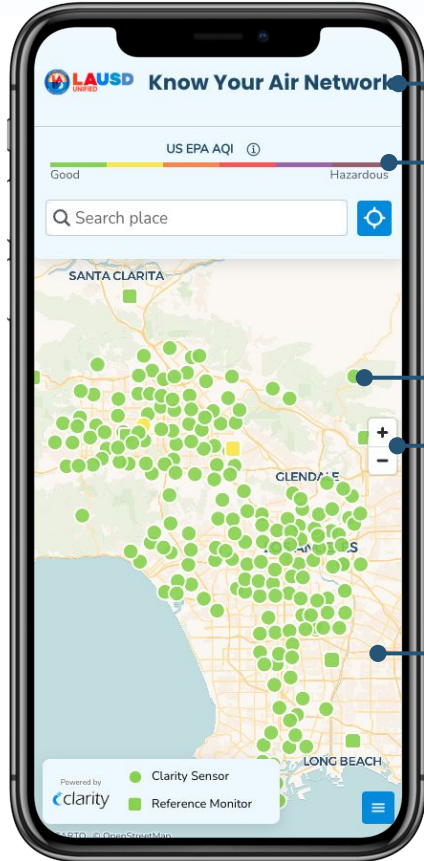 LAUSD
UNIFIED
Know Your Air Network
US EPA AQI
Good
Hazardous
Search place
SANTA CLARITA
+
−
GLENDALE
LONG BEACH
Powered by
clarity
Clarity Sensor
Reference Monitor
© OpenStreetMap